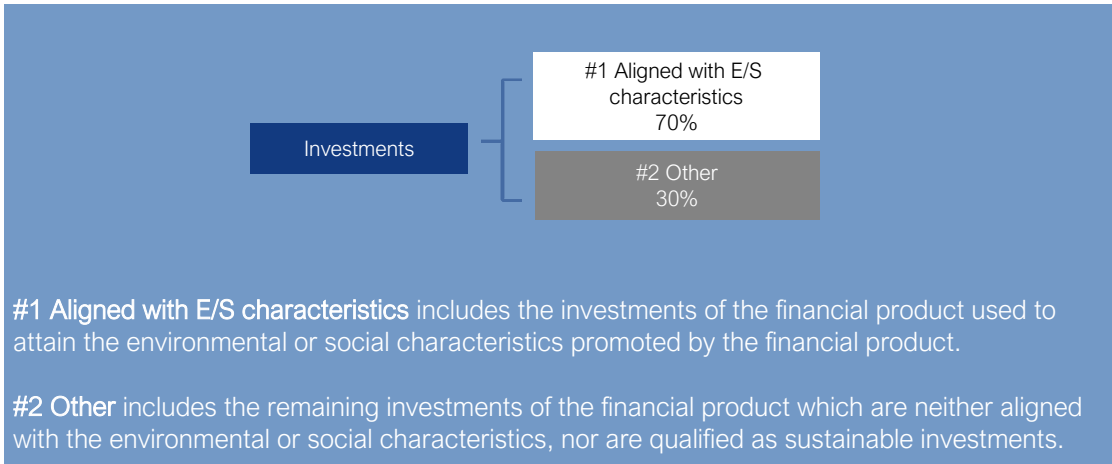 #1 Aligned with E/S
characteristics
70%
Investments
#2 Other
30%
#1 Aligned with E/S characteristics includes the investments of the financial product used to
attain the environmental or social characteristics promoted by the financial product.
#2 Other includes the remaining investments of the financial product which are neither aligned
with the environmental or social characteristics, nor are qualified as sustainable investments.